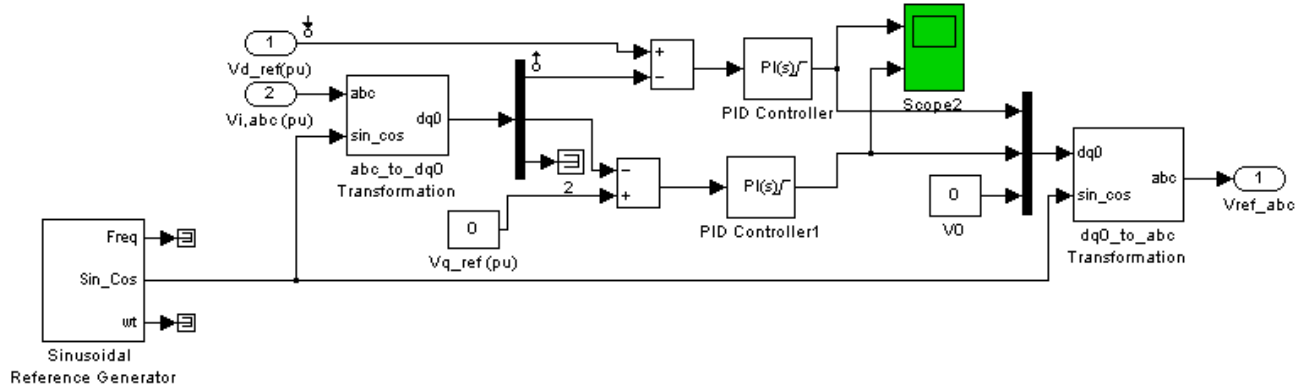 1
Vd_ref(pu)
2
Vi,abc (pu)
abc
sin_cos
dq0
abc_to_dq0
Transformation
+
−
PI(s)
PID Controller
Scope2
−
+
2
PI(s)
PID Controller1
0
Vq_ref (pu)
0
V0
dq0
sin_cos
abc
dq0_to_abc
Transformation
1
Vref_abc
Freq
Sin_Cos
wt
Sinusoidal
Reference Generator